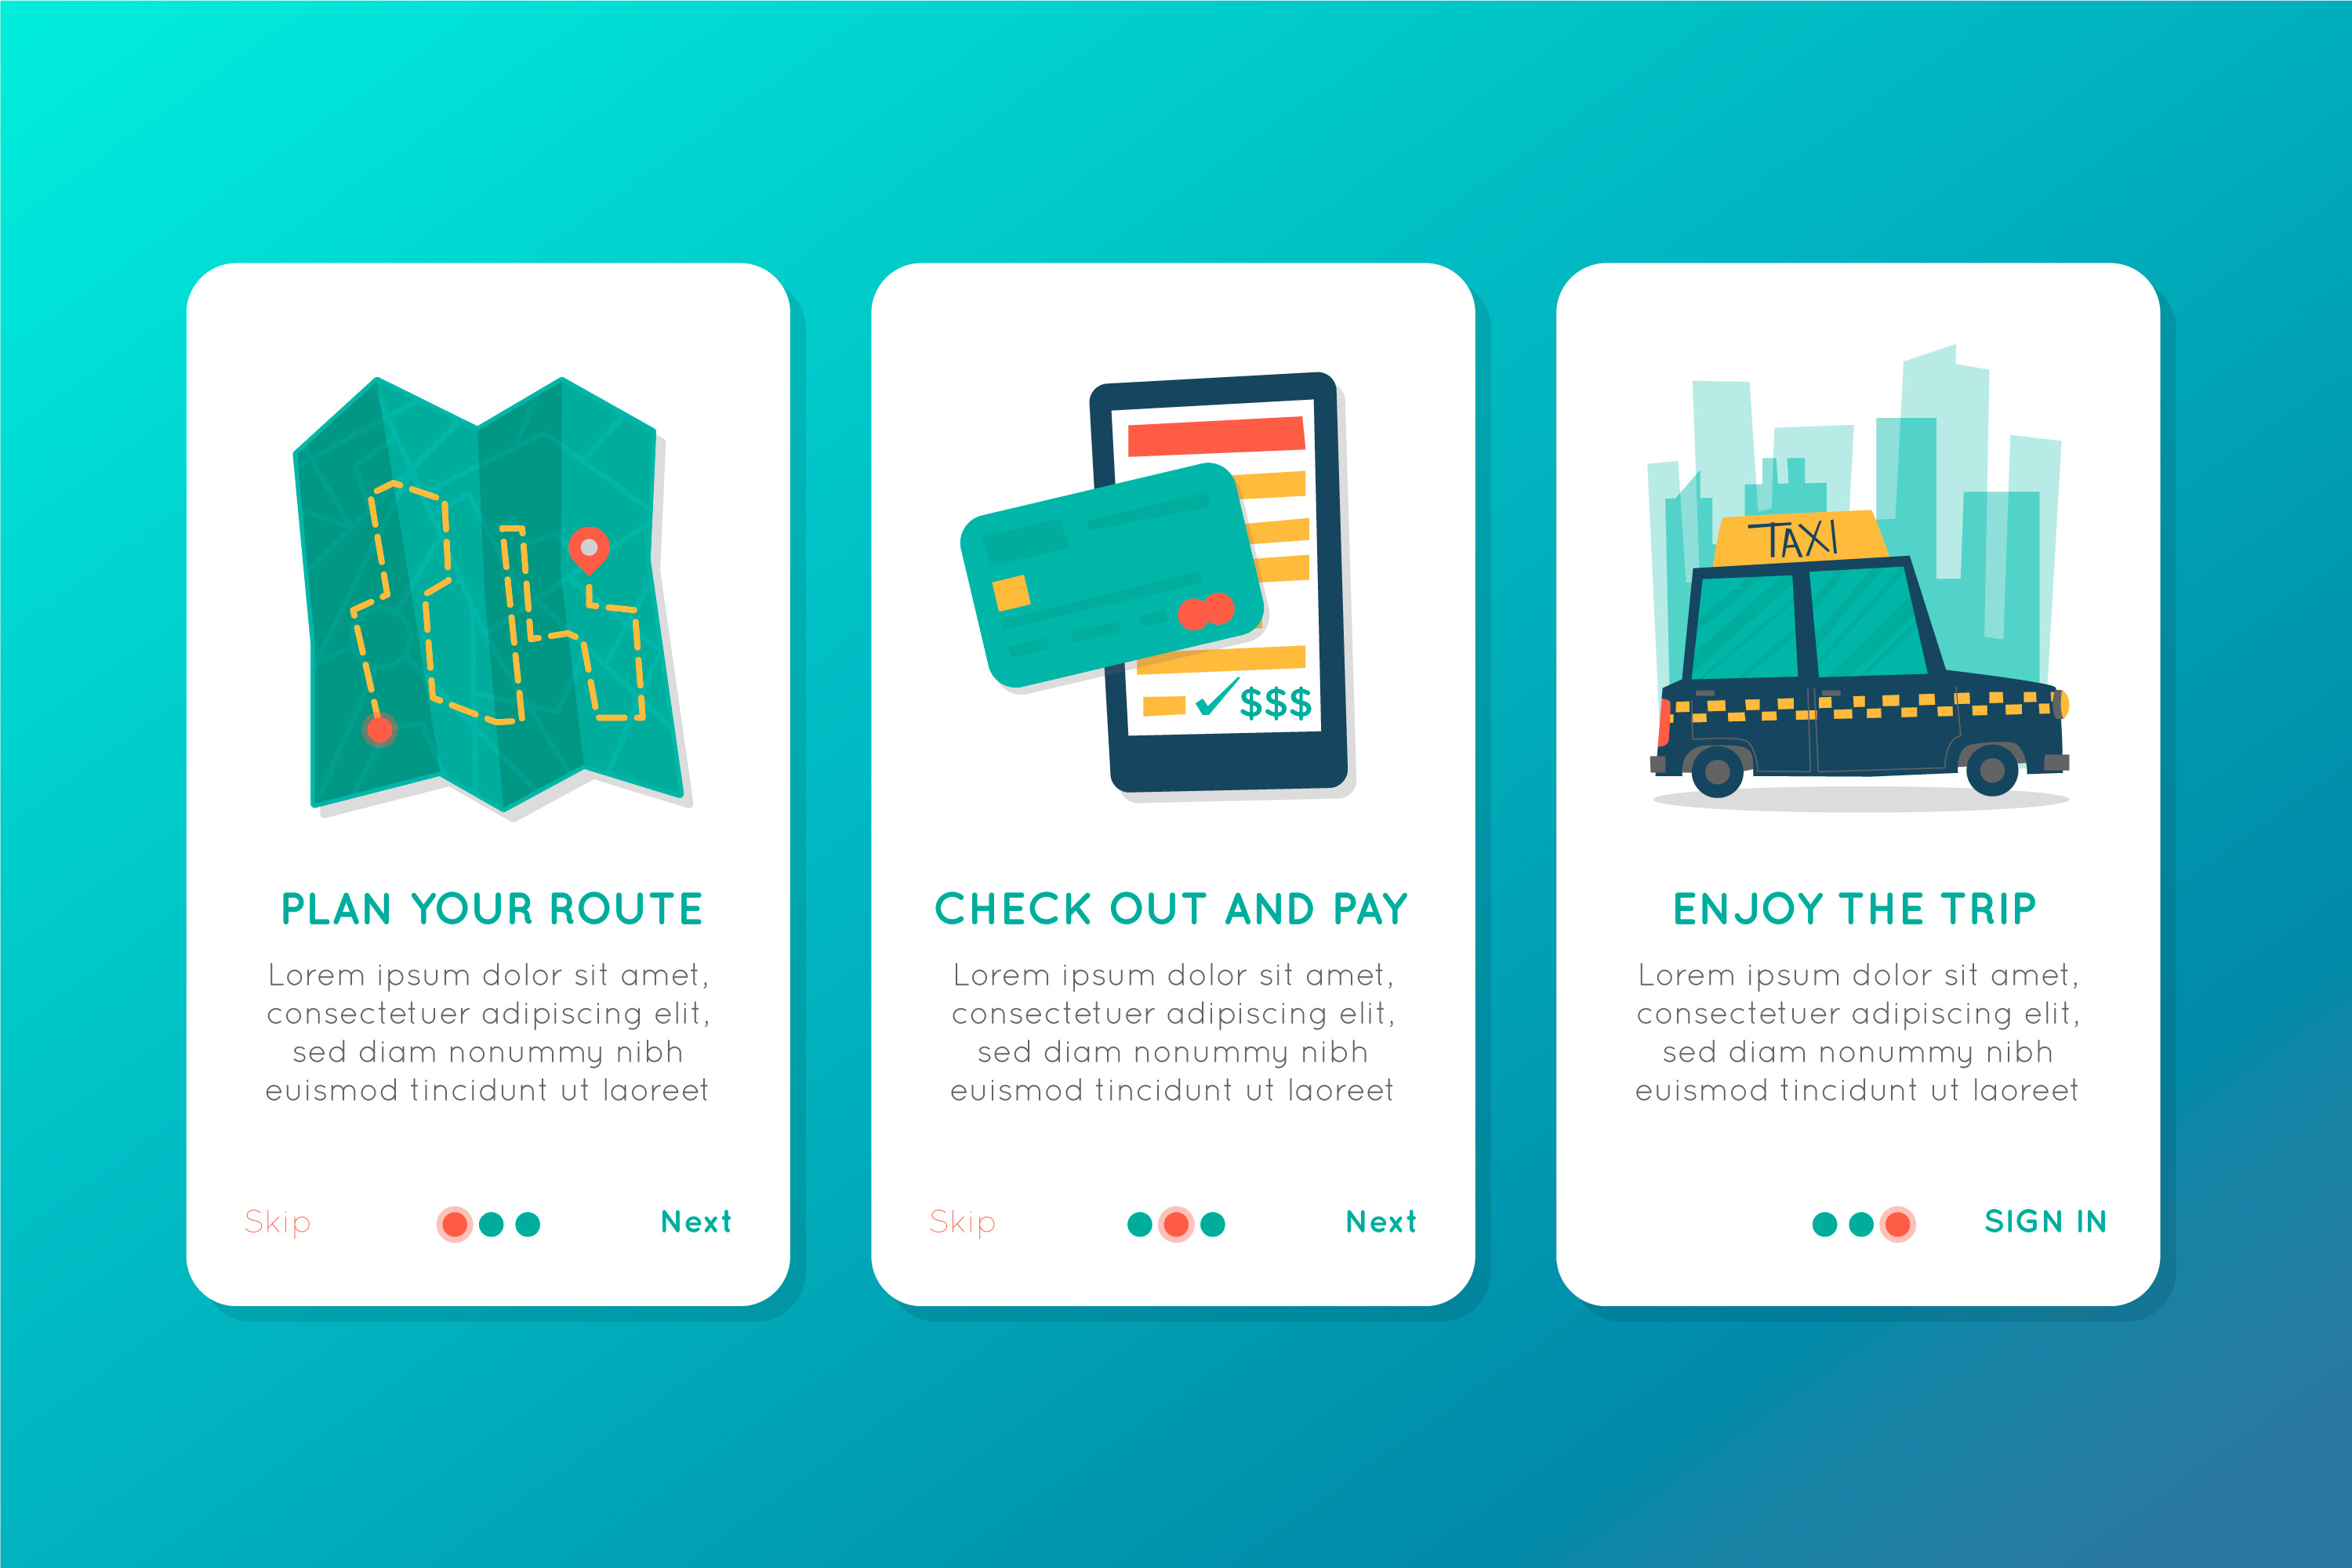 $$$
TAXI
PLAN YOUR ROUTE
Lorem ipsum dolor sit amet,
consectetuer adipiscing elit,
sed diam nonummy nibh
euismod tincidunt ut laoreet
Skip
Next
CHECK OUT AND PAY
Lorem ipsum dolor sit amet,
consectetuer adipiscing elit,
sed diam nonummy nibh
euismod tincidunt ut laoreet
Skip
Next
ENJOY THE TRIP
Lorem ipsum dolor sit amet,
consectetuer adipiscing elit,
sed diam nonummy nibh
euismod tincidunt ut laoreet
SIGN IN